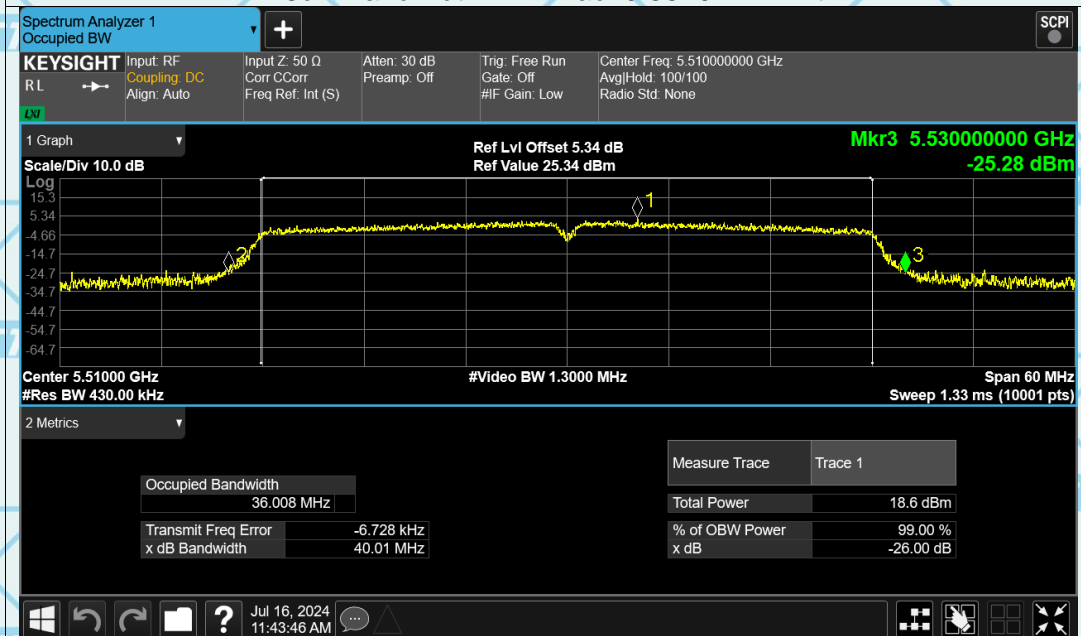 Spectrum Analyzer 1
Occupied BW
+
SCPI
KEYSIGHT
R L
LXI
Input: RF
Coupling: DC
Align: Auto
Input Z: 50 Ω
Corr CCorr
Freq Ref: Int (S)
Atten: 30 dB
Preamp: Off
Trig: Free Run
Gate: Off
#IF Gain: Low
Center Freq: 5.510000000 GHz
Avg|Hold: 100/100
Radio Std: None
1 Graph
Scale/Div 10.0 dB
Ref Lvl Offset 5.34 dB
Ref Value 25.34 dBm
Mkr3 5.530000000 GHz
-25.28 dBm
Log
15.3
5.34
-4.66
-14.7
-24.7
-34.7
-44.7
-54.7
-64.7
1
2
3
Center 5.51000 GHz
#Video BW 1.3000 MHz
Span 60 MHz
#Res BW 430.00 kHz
Sweep 1.33 ms (10001 pts)
2 Metrics
Occupied Bandwidth
36.008 MHz
Transmit Freq Error -6.728 kHz
x dB Bandwidth 40.01 MHz
Measure Trace Trace 1
Total Power 18.6 dBm
% of OBW Power 99.00 %
x dB -26.00 dB
?
Jul 16, 2024
11:43:46 AM